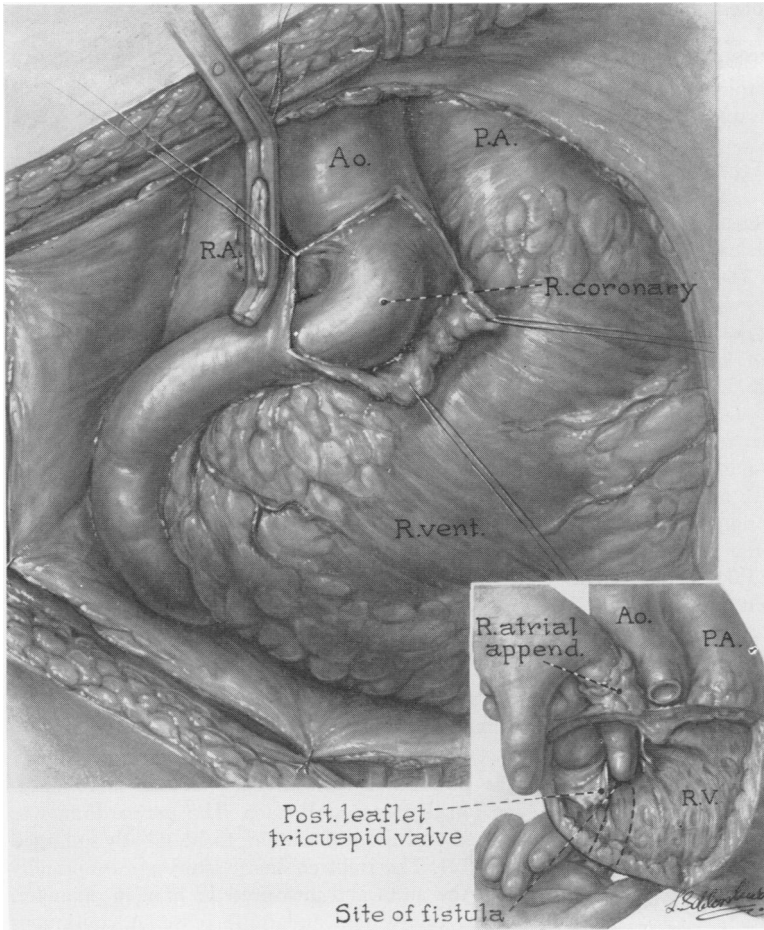 Ao.
P.A.
R.A.
R.coronary
R.vent.
R.atrial
append.
Ao.
P.A.
R.V.
Post.leaflet
tricuspid valve
Site of fistula